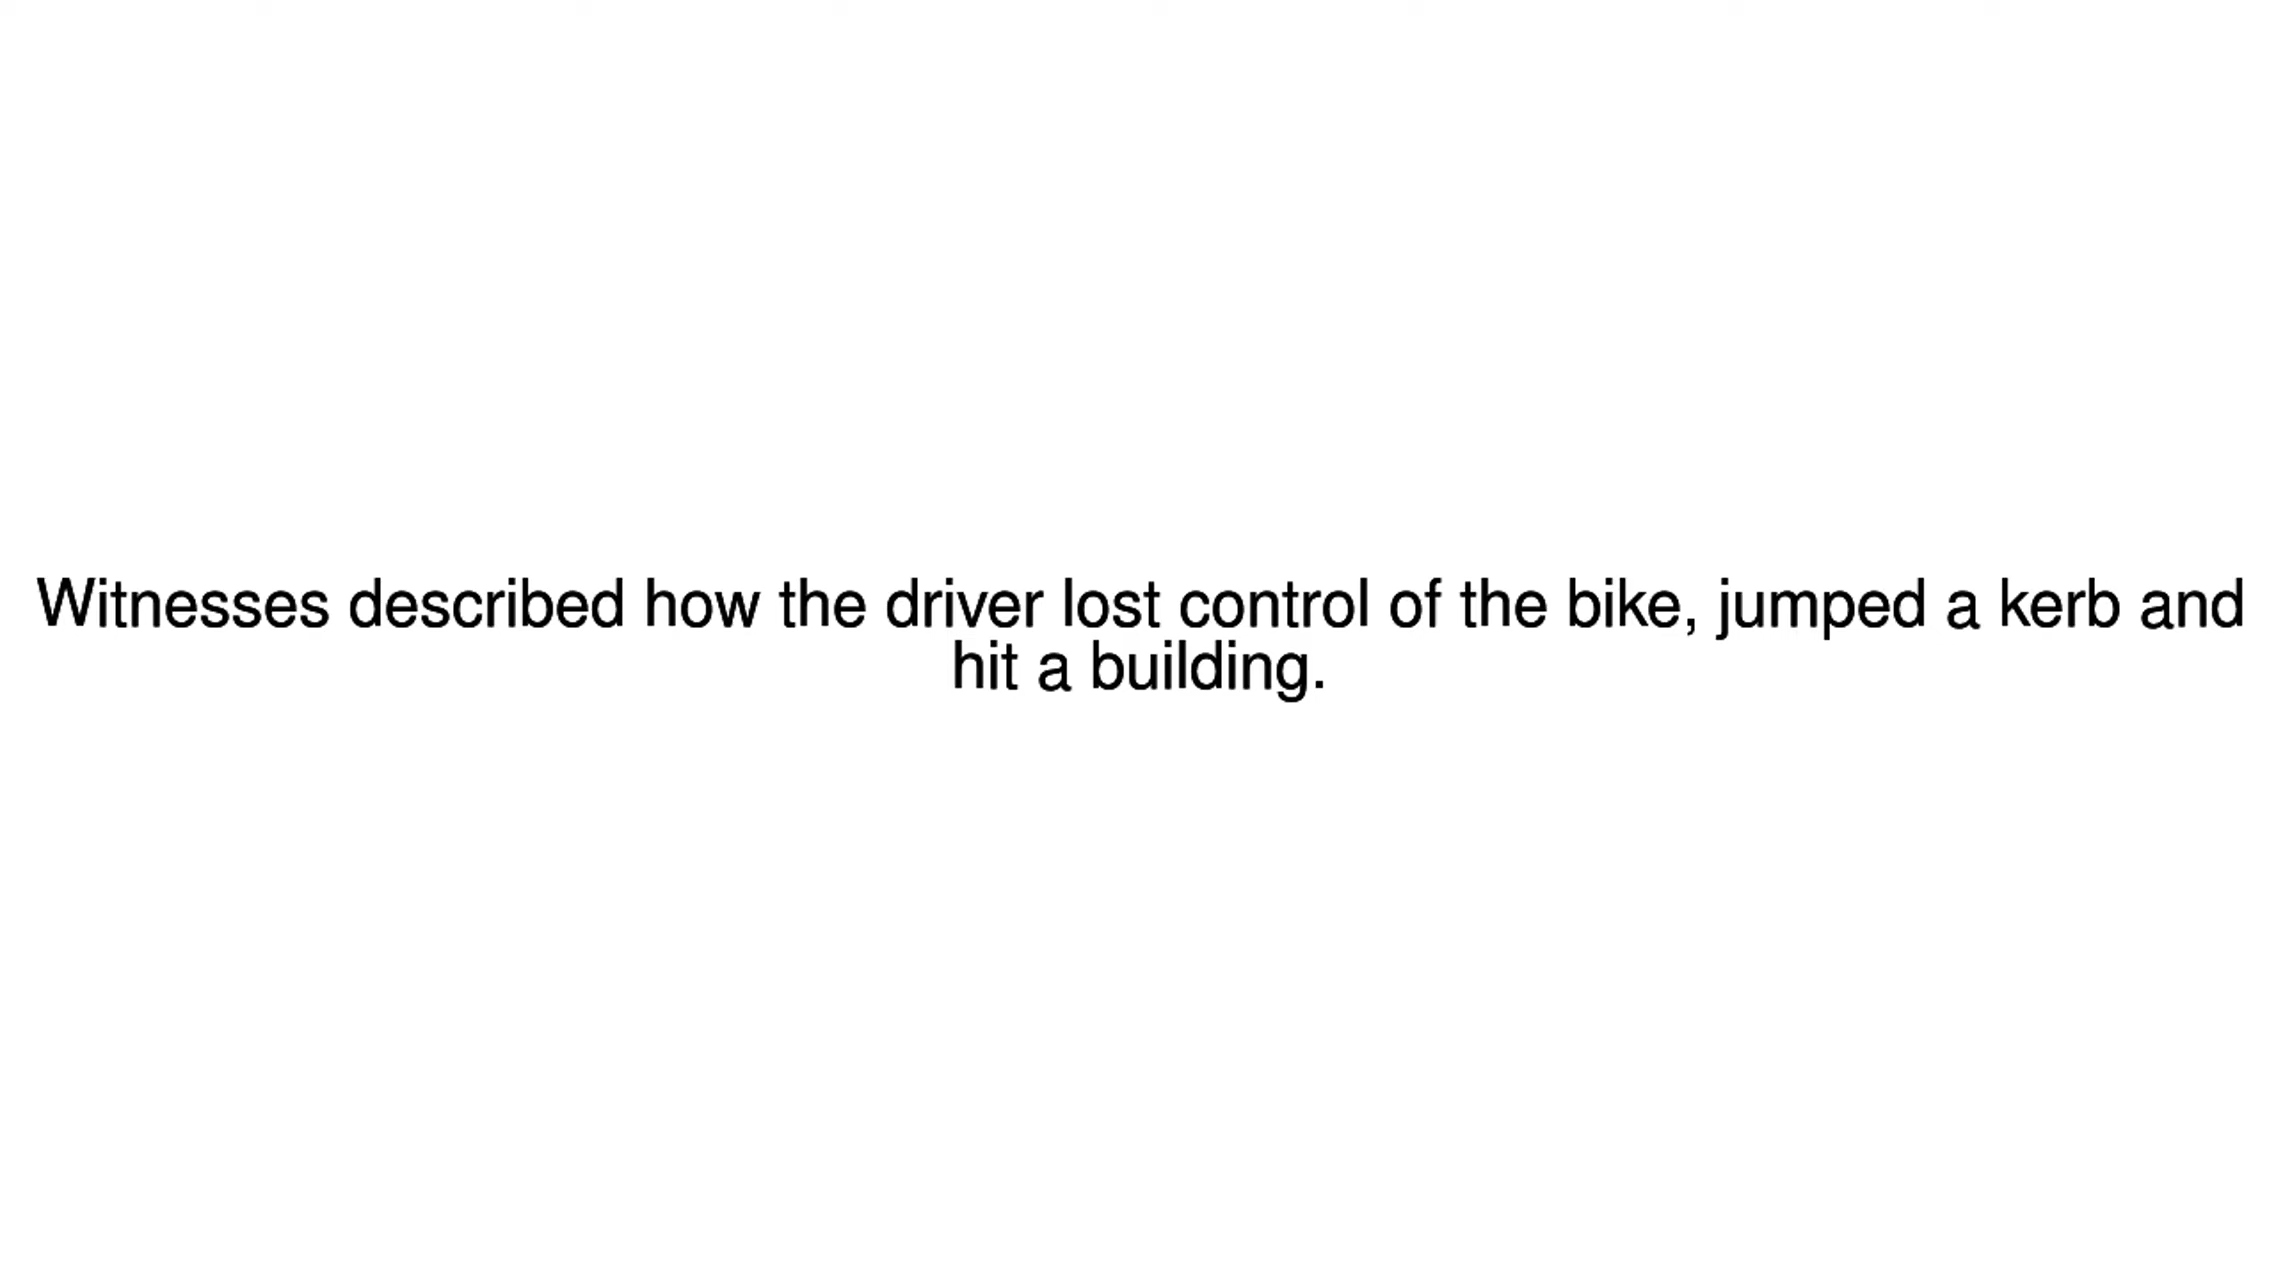 Witnesses described how the driver lost control of the bike, jumped a kerb and
hit a building.